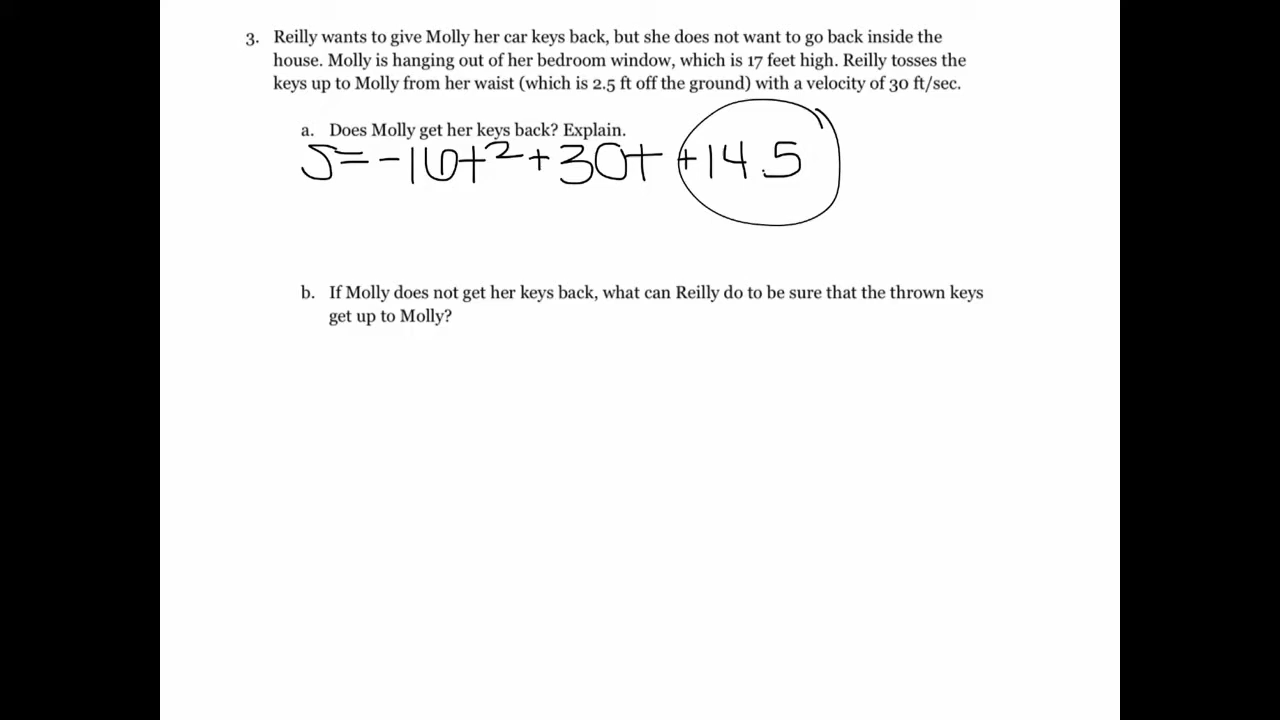 3. Reilly wants to give Molly her car keys back, but she does not want to go back inside the
house. Molly is hanging out of her bedroom window, which is 17 feet high. Reilly tosses the
keys up to Molly from her waist (which is 2.5 ft off the ground) with a velocity of 30 ft/sec.
a. Does Molly get her keys back? Explain.
S=-16t²+30t+14.5
b. If Molly does not get her keys back, what can Reilly do to be sure that the thrown keys
get up to Molly?